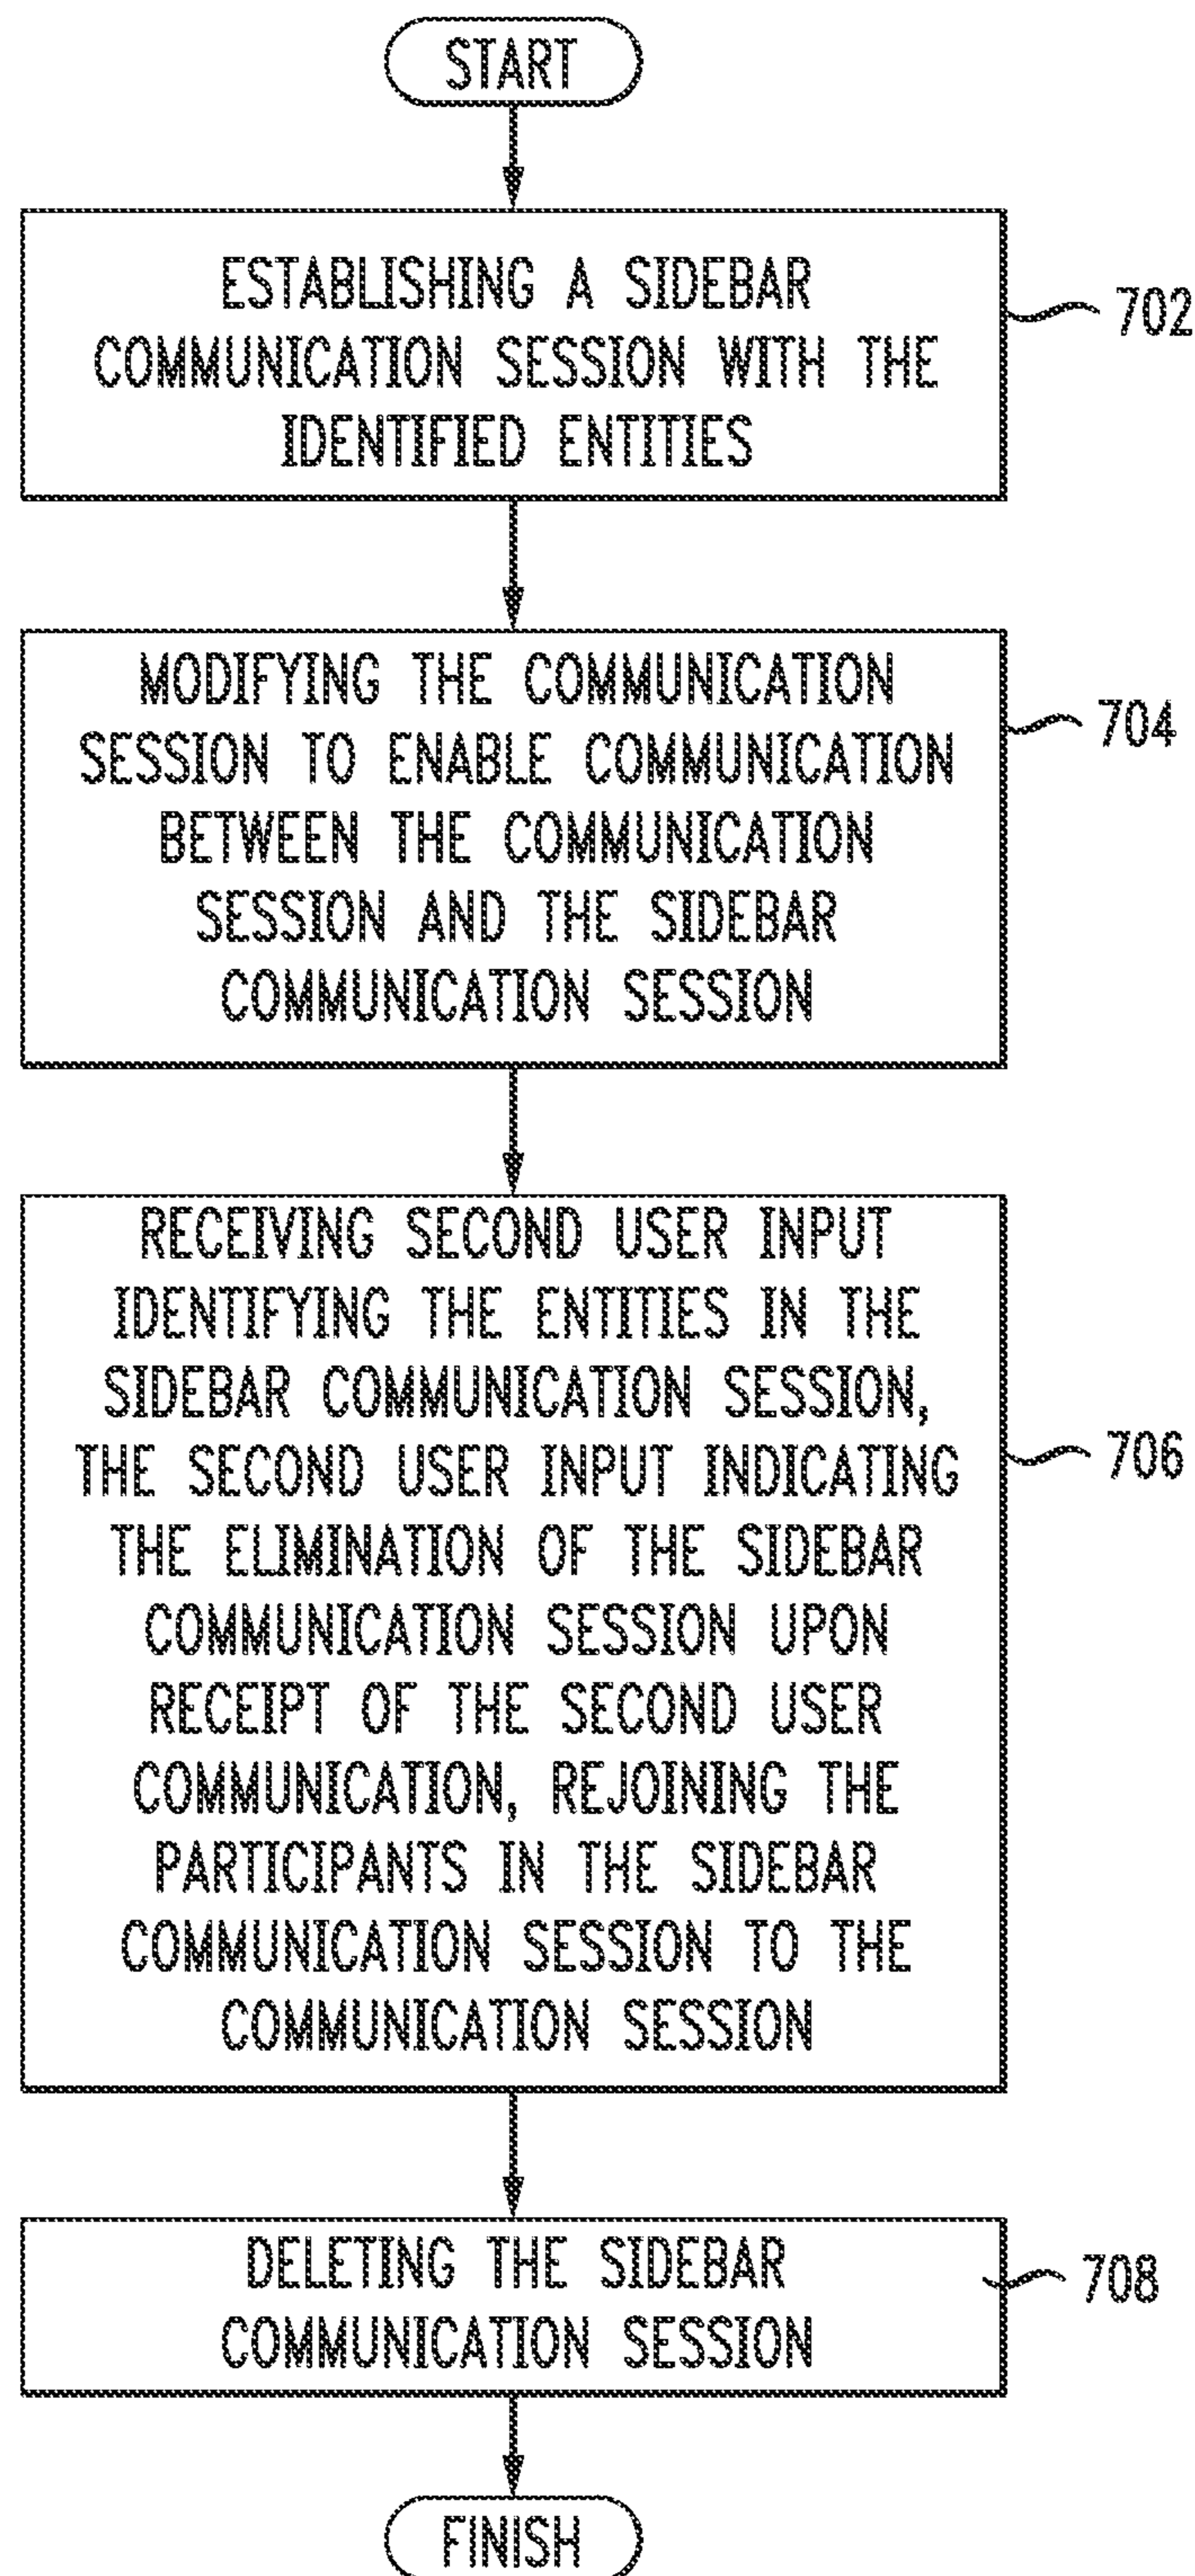 START
ESTABLISHING A SIDEBAR
COMMUNICATION SESSION WITH THE
IDENTIFIED ENTITIES
702
MODIFYING THE COMMUNICATION
SESSION TO ENABLE COMMUNICATION
BETWEEN THE COMMUNICATION
SESSION AND THE SIDEBAR
COMMUNICATION SESSION
704
RECEIVING SECOND USER INPUT
IDENTIFYING THE ENTITIES IN THE
SIDEBAR COMMUNICATION SESSION,
THE SECOND USER INPUT INDICATING
THE ELIMINATION OF THE SIDEBAR
COMMUNICATION SESSION UPON
RECEIPT OF THE SECOND USER
COMMUNICATION, REJOINING THE
PARTICIPANTS IN THE SIDEBAR
COMMUNICATION SESSION TO THE
COMMUNICATION SESSION
706
DELETING THE SIDEBAR
COMMUNICATION SESSION
708
FINISH